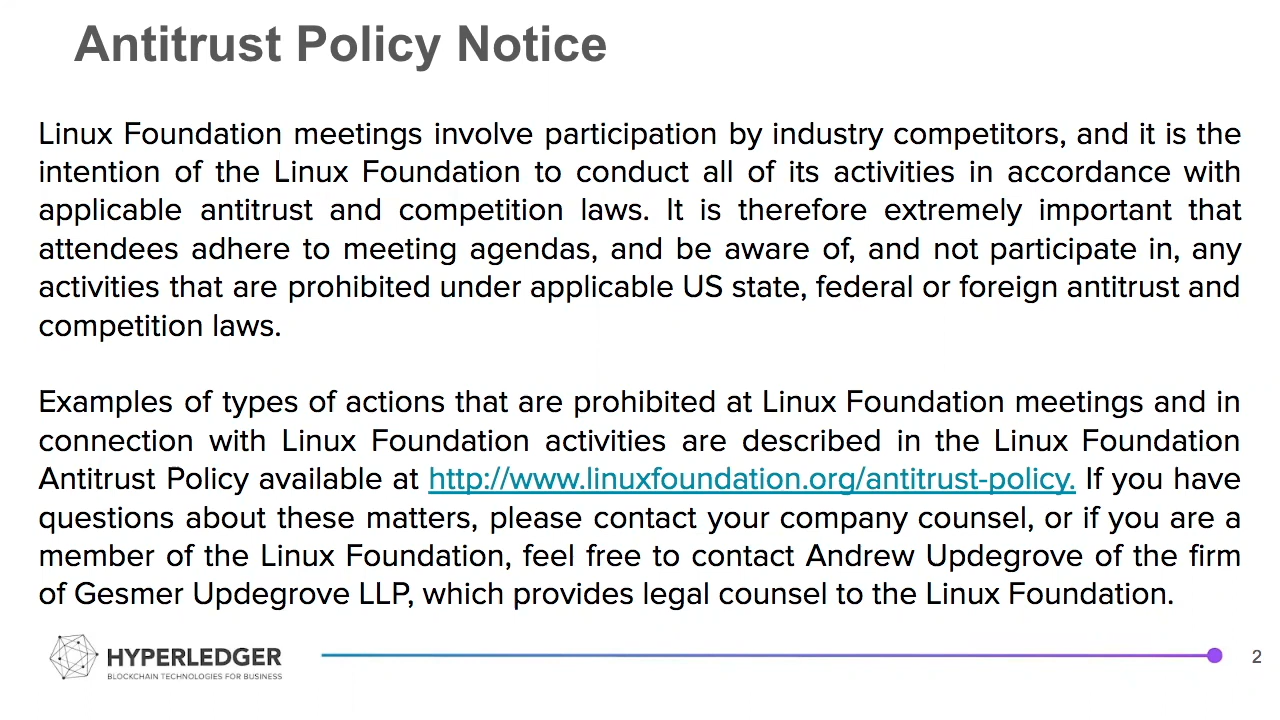 Antitrust Policy Notice
Linux Foundation meetings involve participation by industry competitors, and it is the
intention of the Linux Foundation to conduct all of its activities in accordance with
applicable antitrust and competition laws. It is therefore extremely important that
attendees adhere to meeting agendas, and be aware of, and not participate in, any
activities that are prohibited under applicable US state, federal or foreign antitrust and
competition laws.
Examples of types of actions that are prohibited at Linux Foundation meetings and in
connection with Linux Foundation activities are described in the Linux Foundation
Antitrust Policy available at http://www.linuxfoundation.org/antitrust-policy. If you have
questions about these matters, please contact your company counsel, or if you are a
member of the Linux Foundation, feel free to contact Andrew Updegrove of the firm
of Gesmer Updegrove LLP, which provides legal counsel to the Linux Foundation.
HYPERLEDGER
BLOCKCHAIN TECHNOLOGIES FOR BUSINESS
2